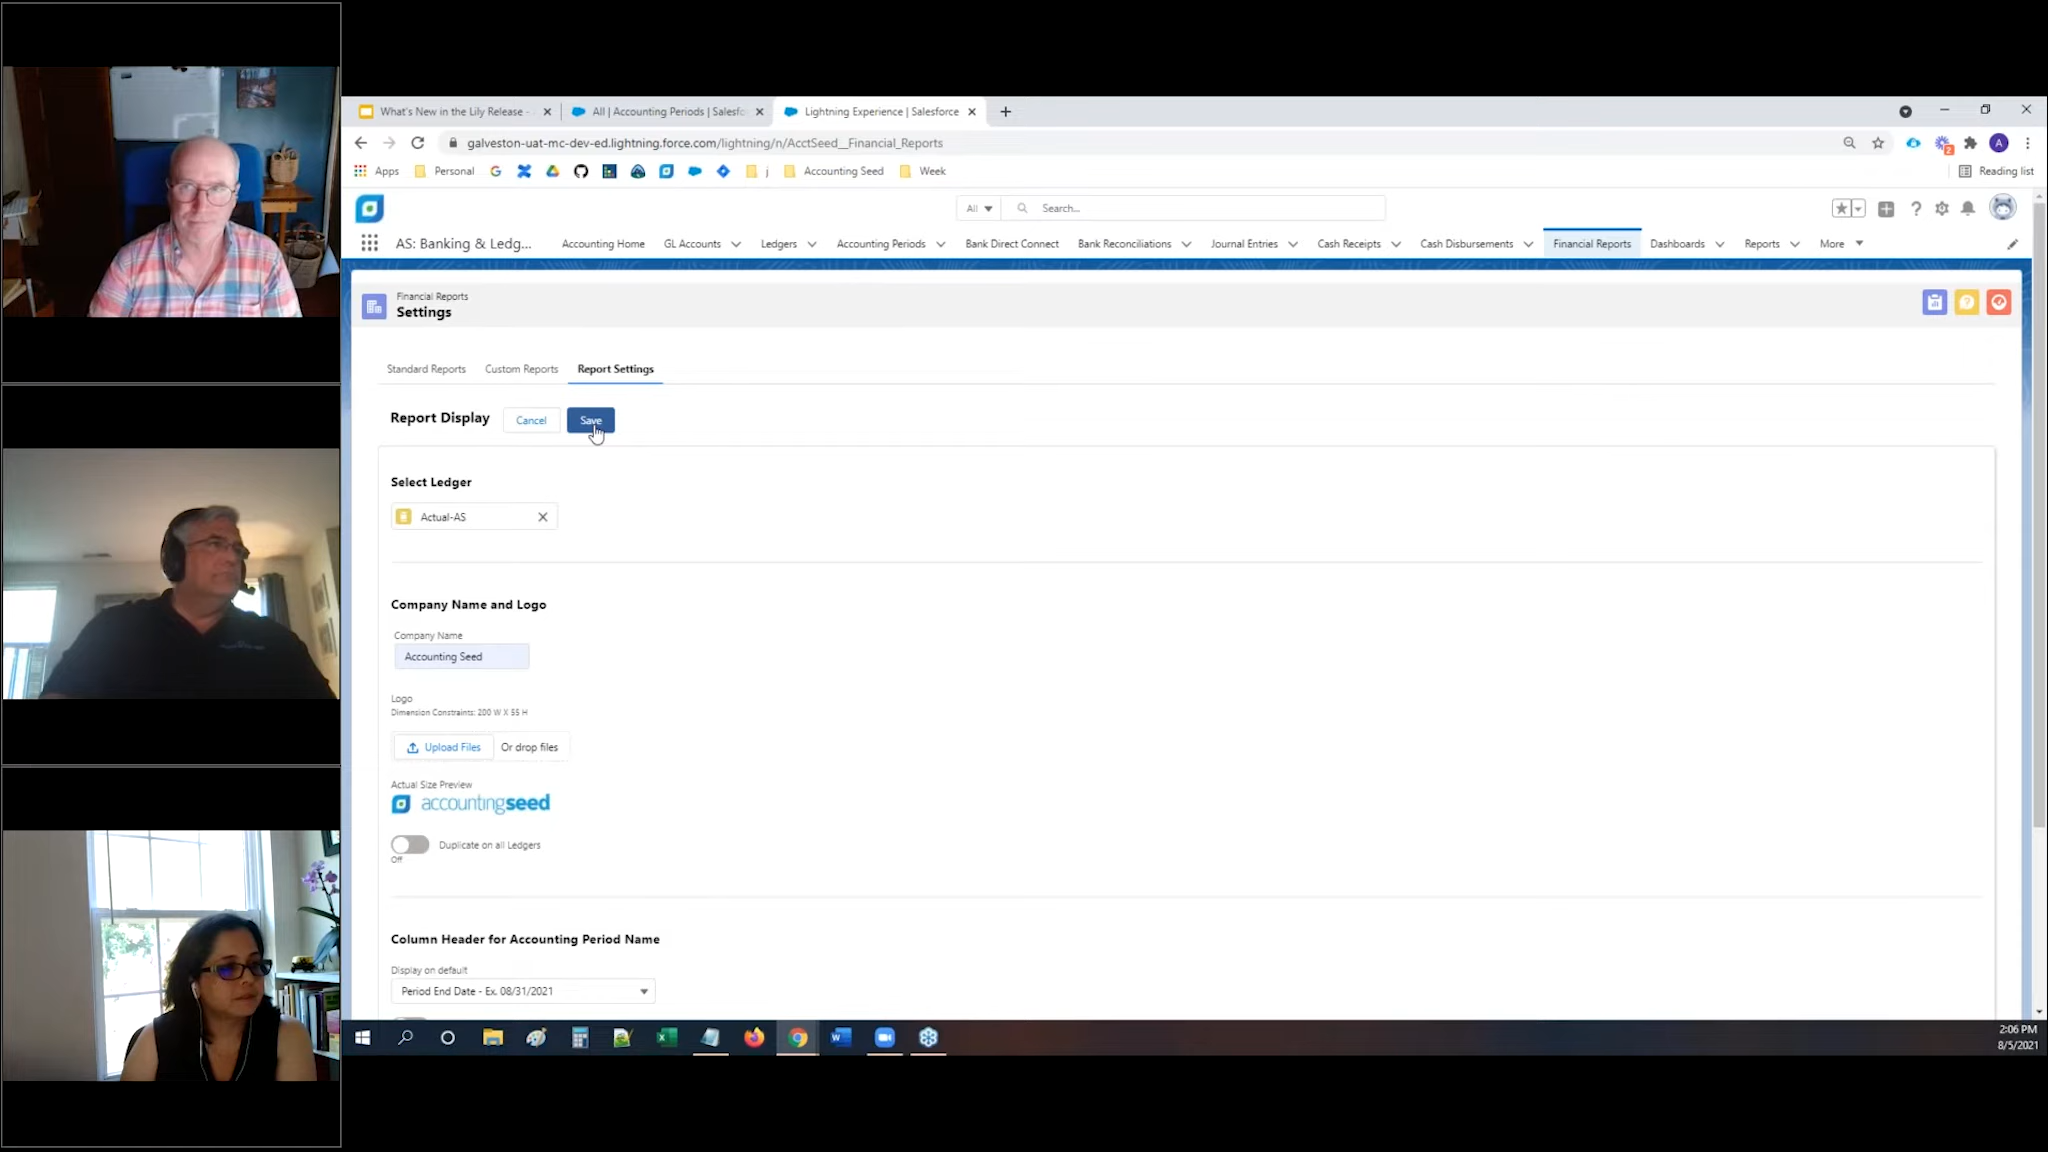 What's New in the Lily Release -
All | Accounting Periods | Salesfo
Lightning Experience | Salesforce
galveston-uat-mc-dev-ed.lightning.force.com/lightning/n/AcctSeed__Financial_Reports
2
A
Apps
Personal
j
Accounting Seed
Week
Reading list
All
Search...
AS: Banking & Ledg...
Accounting Home
GL Accounts
Ledgers
Accounting Periods
Bank Direct Connect
Bank Reconciliations
Journal Entries
Cash Receipts
Cash Disbursements
Financial Reports
Dashboards
Reports
More
Financial Reports
Settings
Standard Reports
Custom Reports
Report Settings
Report Display
Cancel
Save
Select Ledger
Actual-AS
Company Name and Logo
Company Name
Accounting Seed
Logo
Dimension Constraints: 200 W X 55 H
Upload Files
Or drop files
Actual Size Preview
accountingseed
Duplicate on all Ledgers
Off
Column Header for Accounting Period Name
Display on default
Period End Date - Ex. 08/31/2021
2:06 PM
8/5/2021